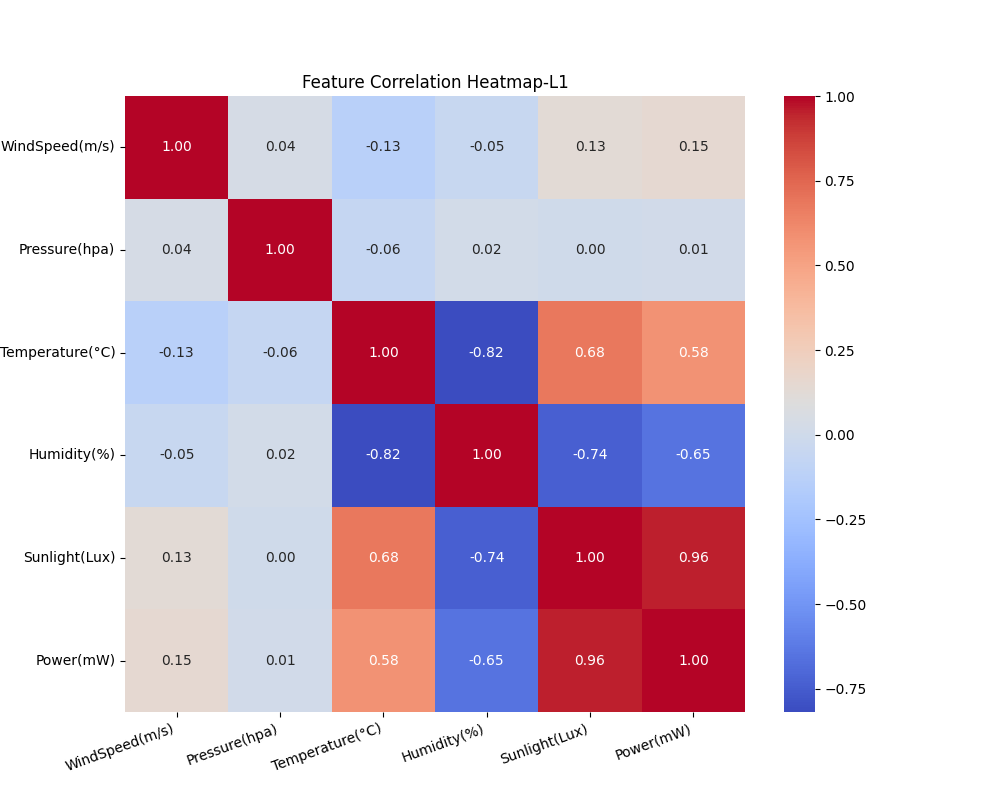 Feature Correlation Heatmap-L1
WindSpeed(m/s) 1.00 0.04 -0.13 -0.05 0.13 0.15
Pressure(hpa) 0.04 1.00 -0.06 0.02 0.00 0.01
Temperature(°C) -0.13 -0.06 1.00 -0.82 0.68 0.58
Humidity(%) -0.05 0.02 -0.82 1.00 -0.74 -0.65
Sunlight(Lux) 0.13 0.00 0.68 -0.74 1.00 0.96
Power(mW) 0.15 0.01 0.58 -0.65 0.96 1.00
WindSpeed(m/s) Pressure(hpa) Temperature(°C) Humidity(%) Sunlight(Lux) Power(mW)
1.00
0.75
0.50
0.25
0.00
−0.25
−0.50
−0.75